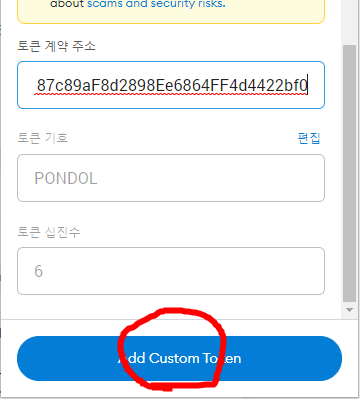 about scams and security risks.
토큰 계약 주소
87c89aF8d2898Ee6864FF4d4422bf0
토큰 기호 편집
PONDOL
토큰 십진수
6
Add Custom Token